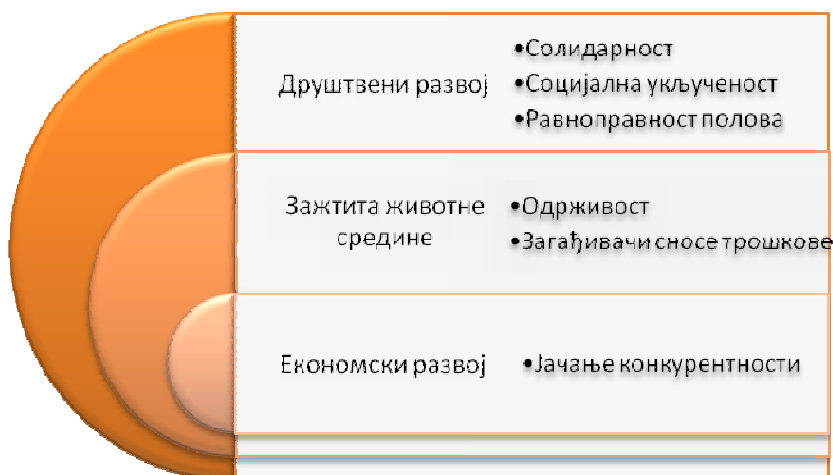 Друштвени развој
•Солидарност
•Социјална укљученост
•Равноправност полова
Зажтита животне
средине
•Одрживост
•Загађивачи сносе трошкове
Економски развој
•Јачање конкурентности